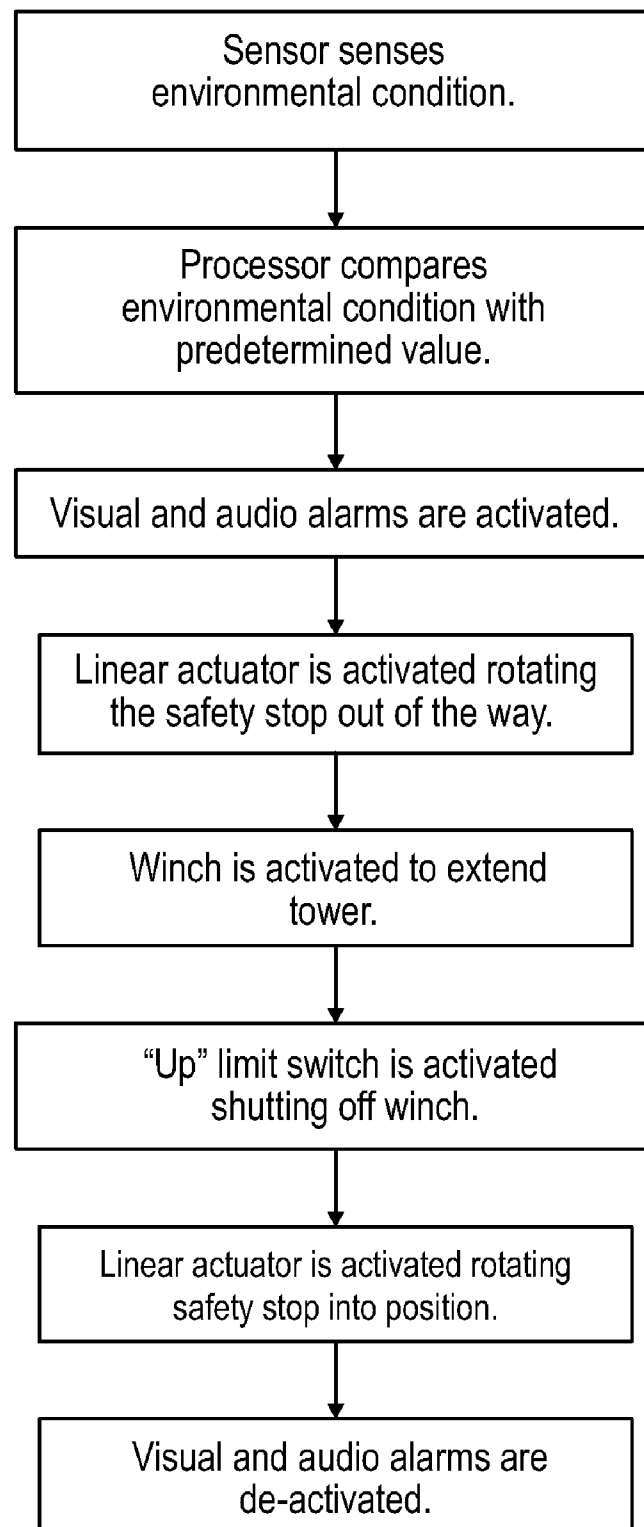 Sensor senses
environmental condition.
Processor compares
environmental condition with
predetermined value.
Visual and audio alarms are activated.
Linear actuator is activated rotating
the safety stop out of the way.
Winch is activated to extend
tower.
“Up” limit switch is activated
shutting off winch.
Linear actuator is activated rotating
safety stop into position.
Visual and audio alarms are
de-activated.